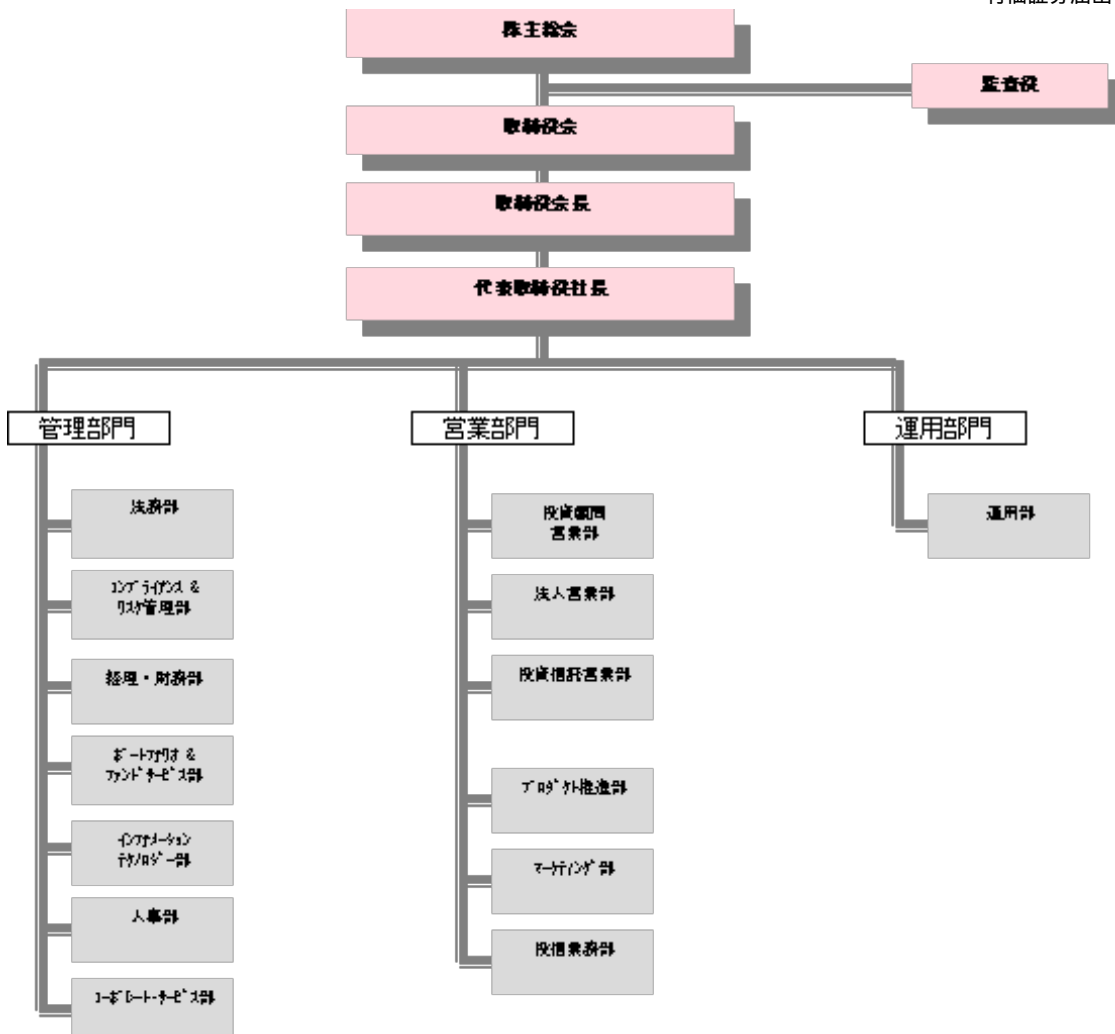 株主総会
監査役
取締役会
取締役会長
代表取締役社長
管理部門
営業部門
運用部門
法務部
コンプライアンス &
リスク管理部
経理・財務部
ポートフォリオ &
ファンド・サービス部
インフォメーション
テクノロジー部
人事部
コーポレート・サービス部
投資顧問
営業部
法人営業部
投資信託営業部
プロダクト推進部
マーケティング部
投信業務部
運用部